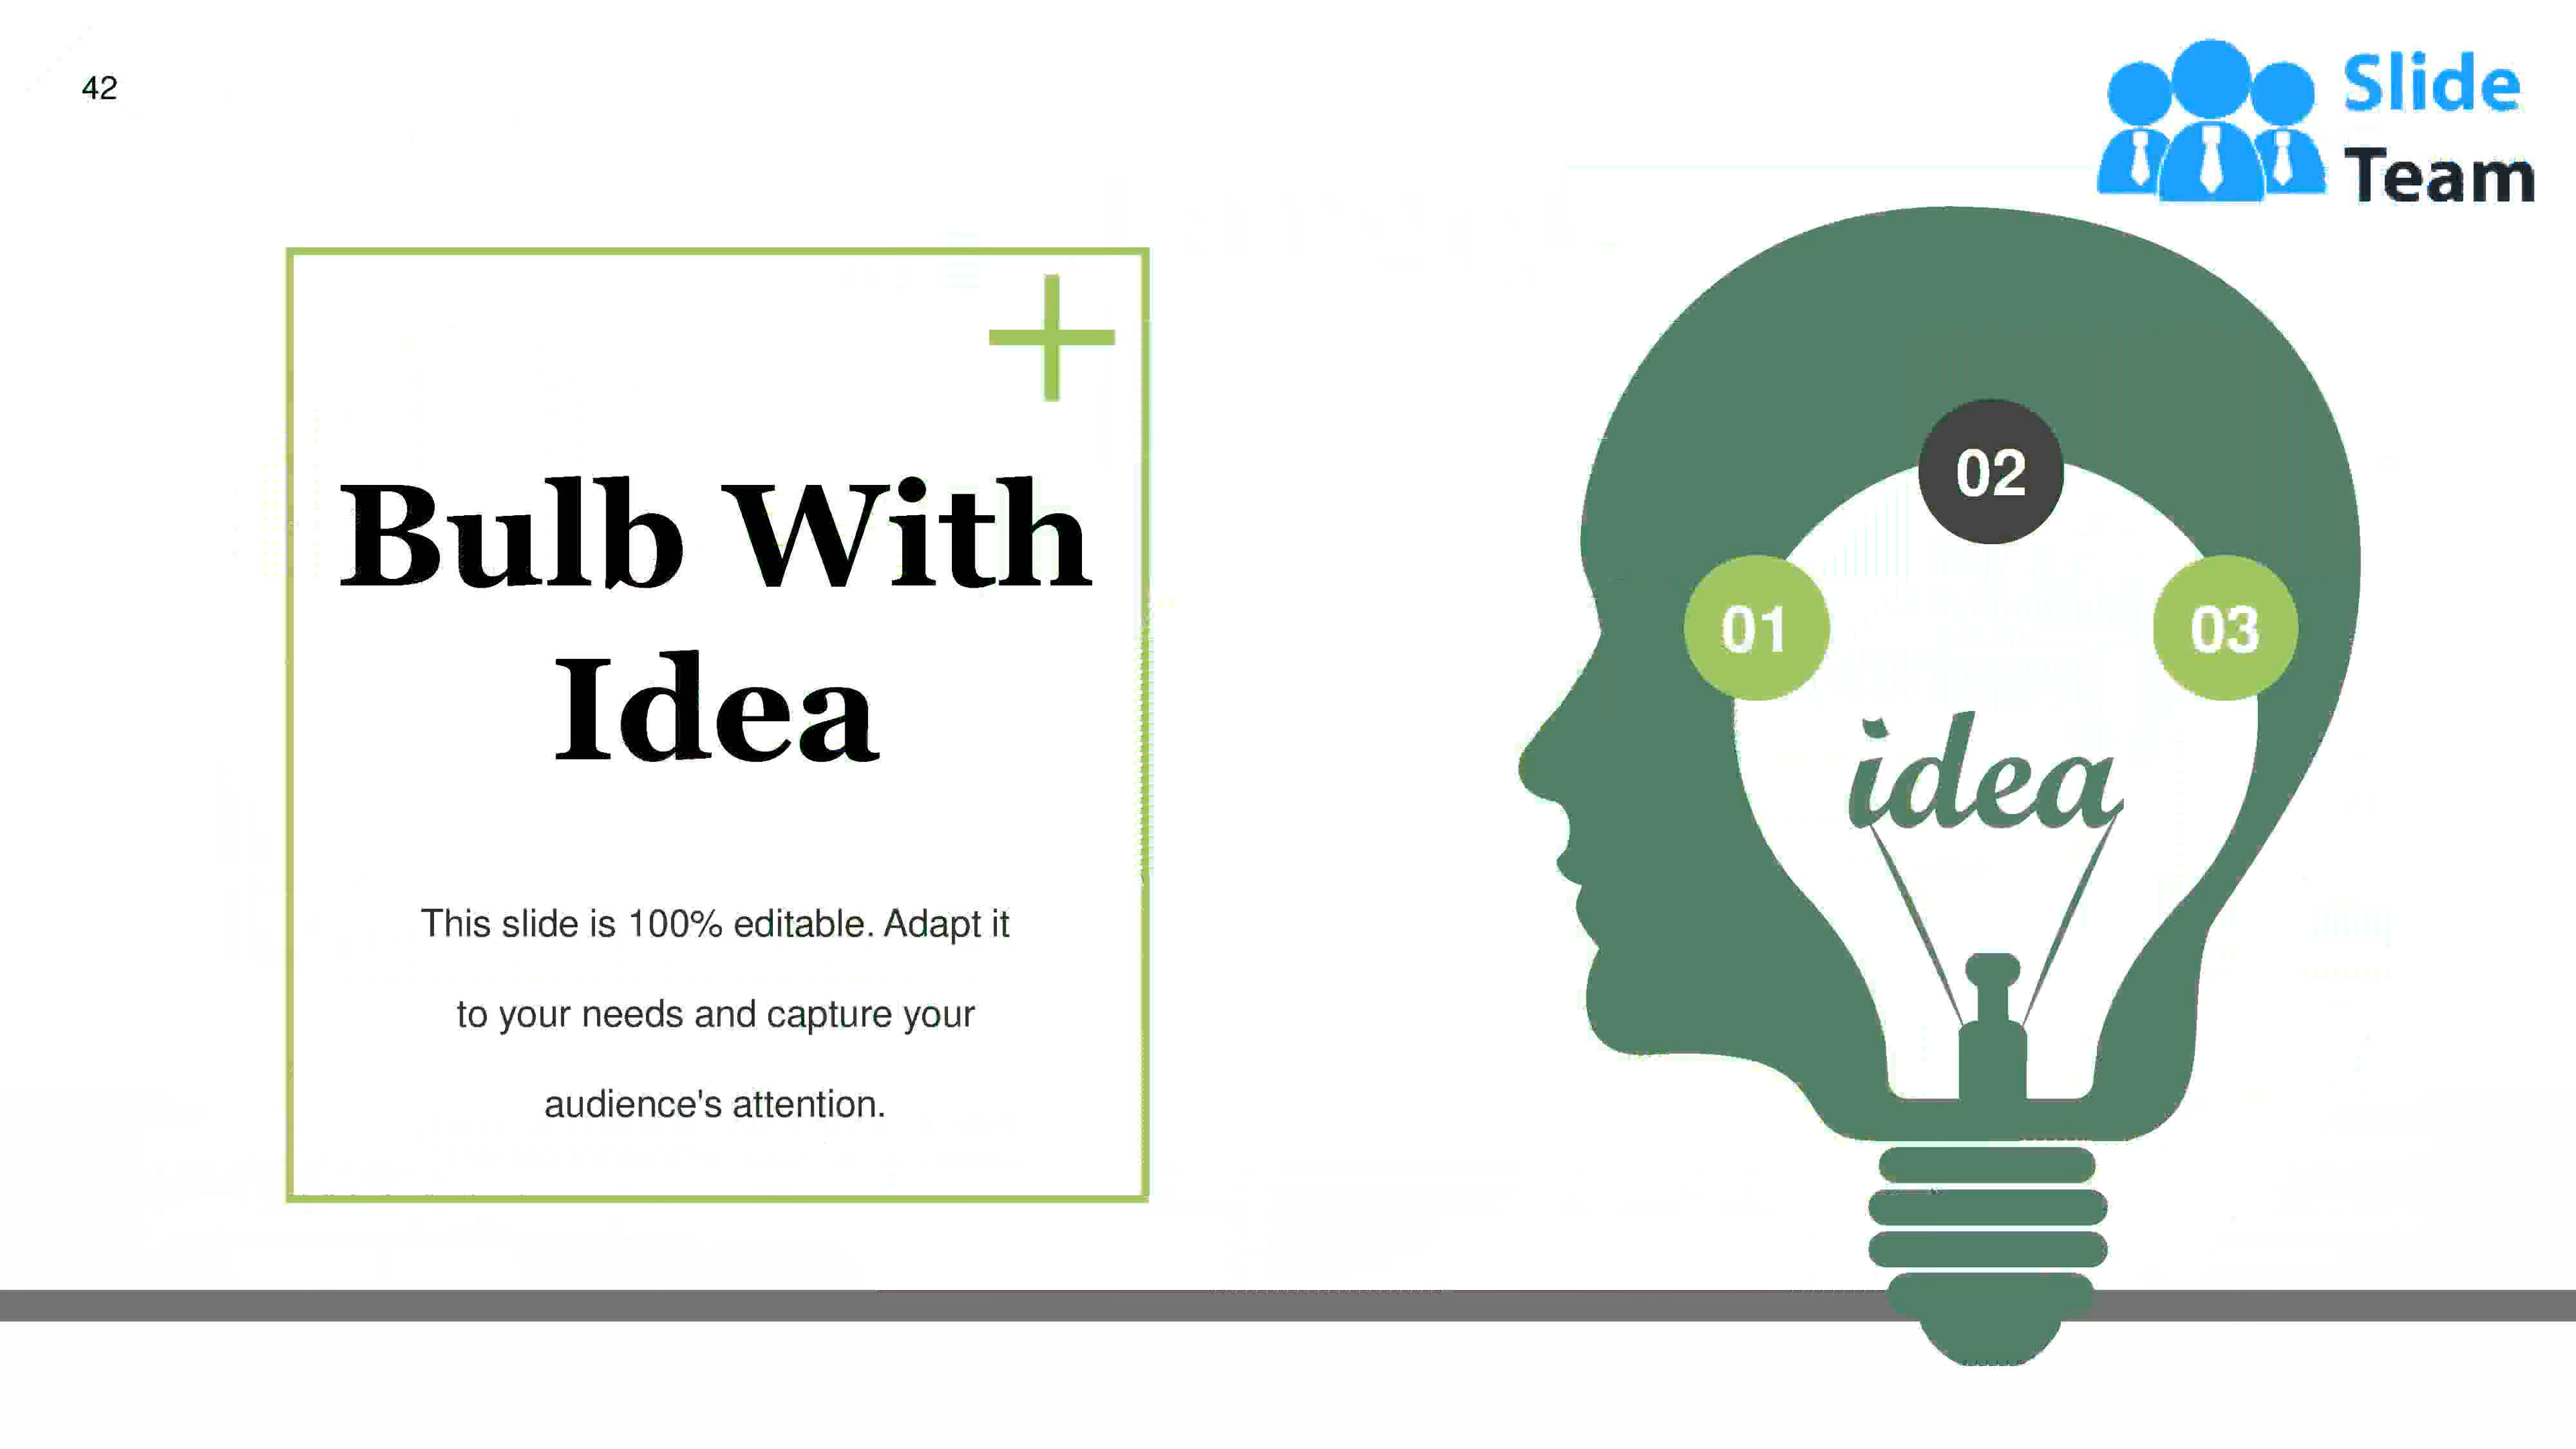 42
Slide
Team
Bulb With
Idea
This slide is 100% editable. Adapt it
to your needs and capture your
audience's attention.
02
01
03
idea